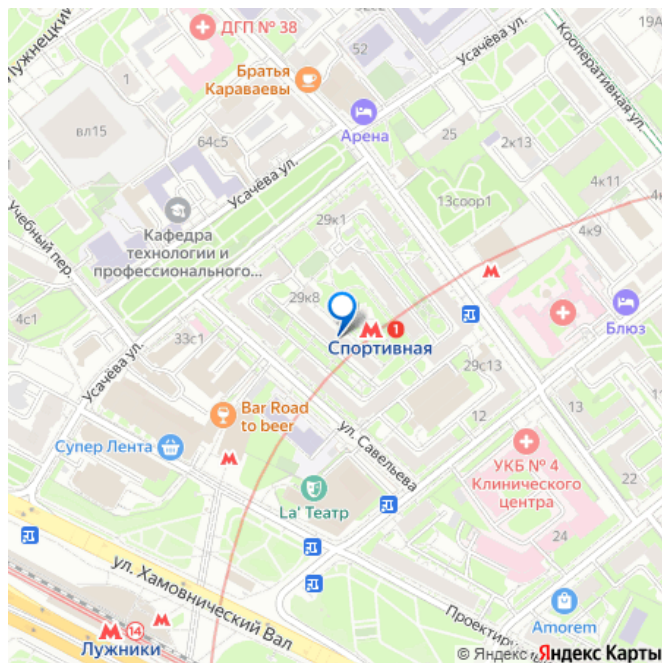 Лужнецкий
ДГП № 38
19А
52
Усачёва ул.
Кооперативная ул.
Братья
Караваевы
1
Арена
вл15
64с5
25
2к13
Усачёва ул.
4к11
13соор1
Учебный пер.
29к1
4к9
Кафедра
технологии и
профессионального...
29к8
Блюз
4с1
1
Спортивная
33с1
Усачёва ул.
29с13
Bar Road
to beer
12
13
ул. Савельева
Супер Лента
УКБ № 4
Клинического
центра
22
La' Театр
24
ул. Хамовнический Вал
14
Лужники
Amorem
© Яндекс
Яндекс Карты